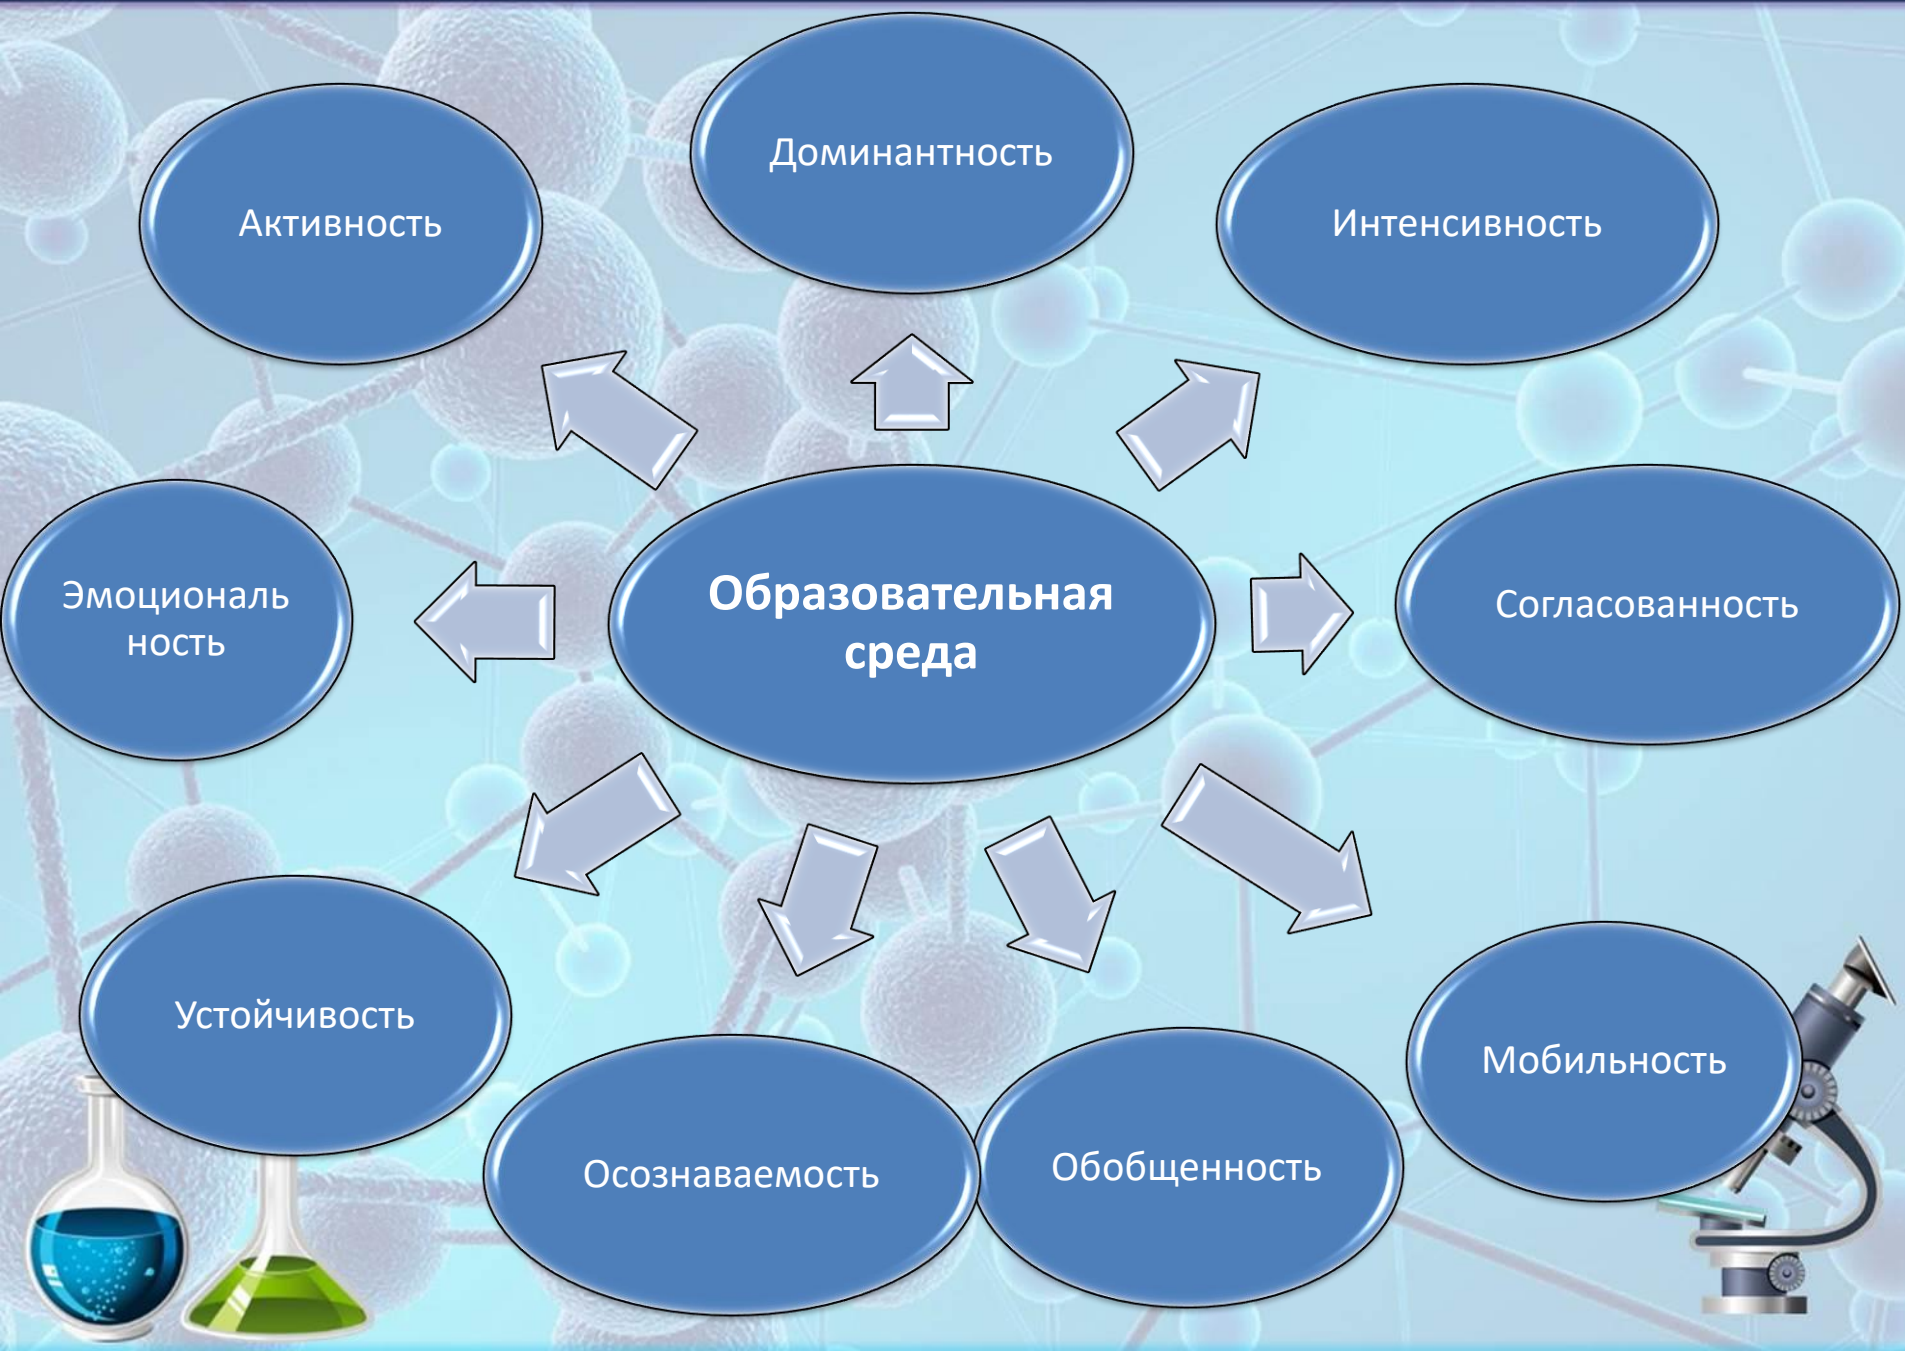 Доминантность
Активность
Интенсивность
Эмоциональ
ность
Образовательная
среда
Согласованность
Устойчивость
Мобильность
Осознаваемость
Обобщенность